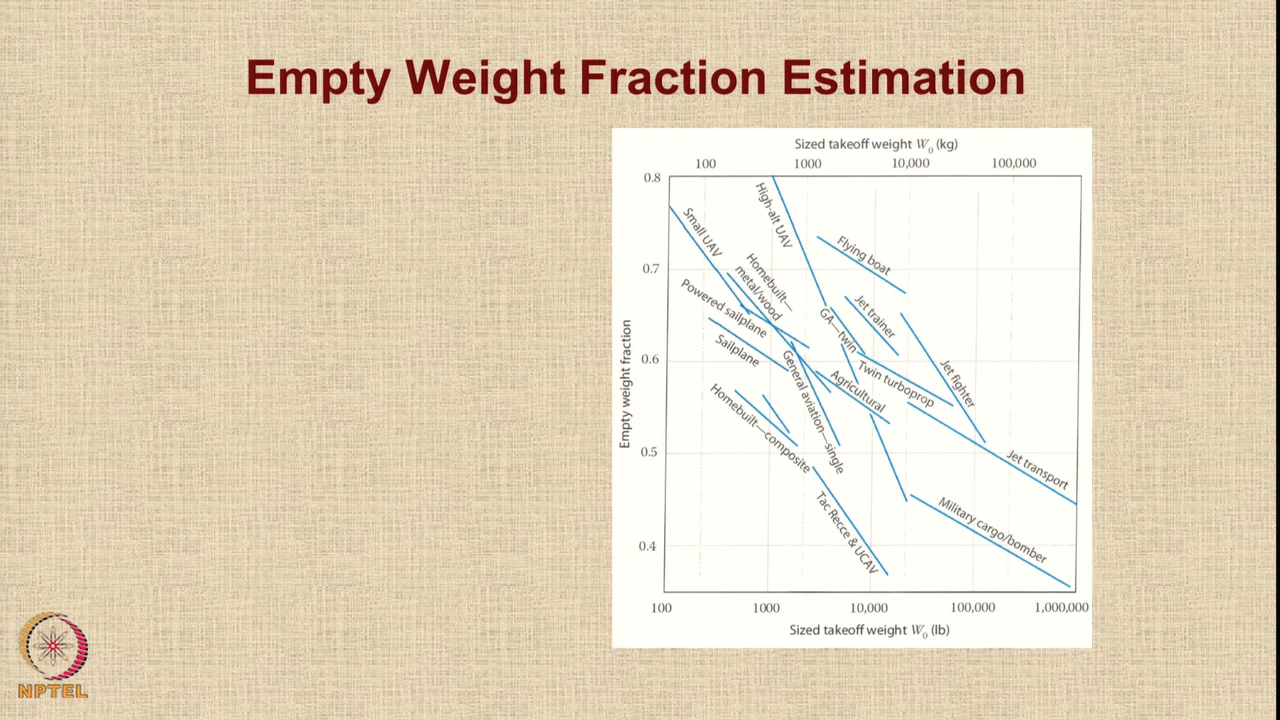 Empty Weight Fraction Estimation
Sized takeoff weight W₀ (kg)
100 1000 10,000 100,000
0.8
0.7
0.6
0.5
0.4
Empty weight fraction
Small UAV
High-alt UAV
Flying boat
Homebuilt—
metal/wood
Powered sailplane
Sailplane
Jet trainer
GA—twin
Twin turboprop
Jet fighter
General aviation—single
Agricultural
Homebuilt—composite
Jet transport
Tac Recce & UCAV
Military cargo/bomber
100 1000 10,000 100,000 1,000,000
Sized takeoff weight W₀ (lb)
NPTEL